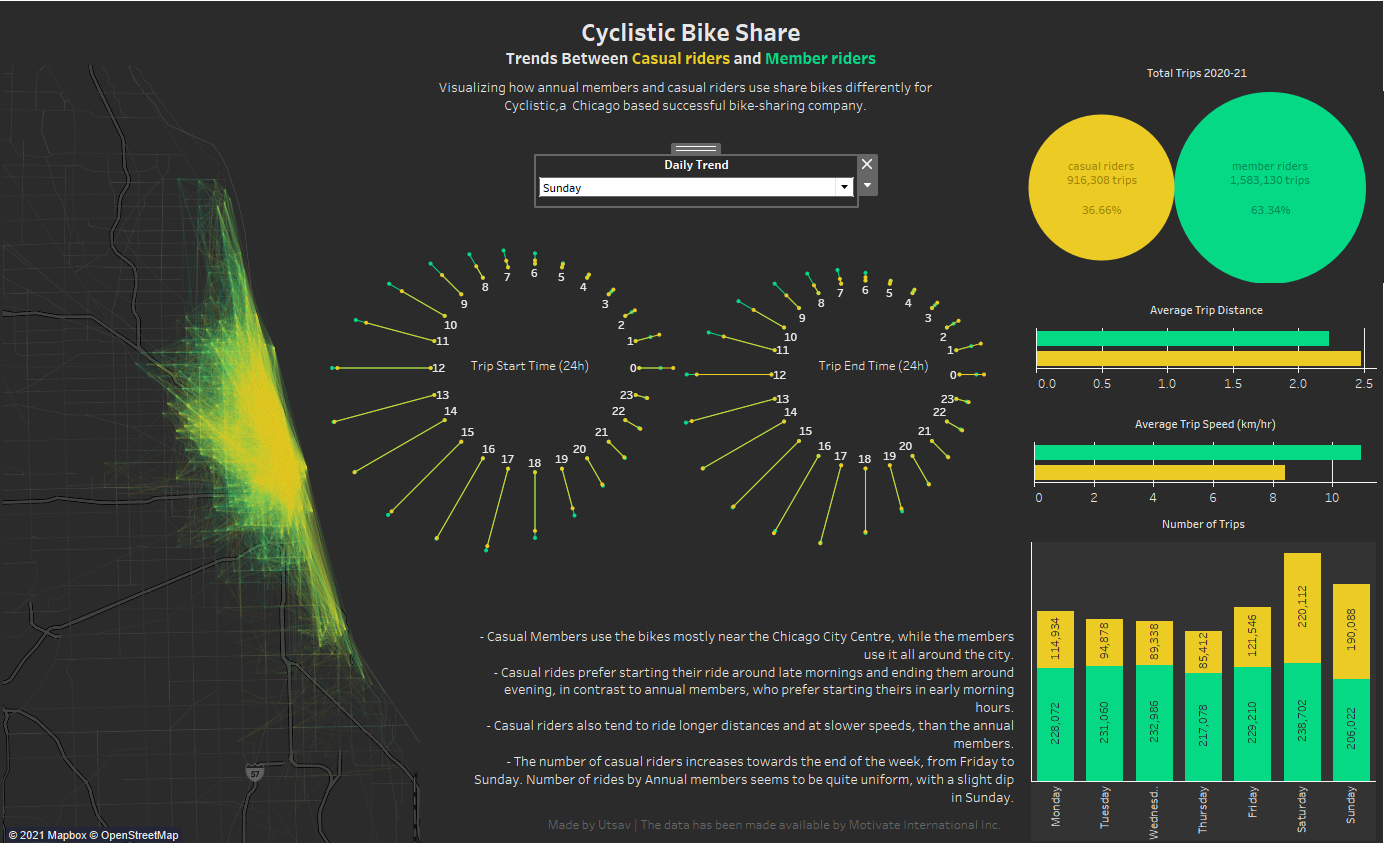 Cyclistic Bike Share
Trends Between Casual riders and Member riders
Visualizing how annual members and casual riders use share bikes differently for
Cyclistic,a  Chicago based successful bike-sharing company.
Daily Trend
Sunday
Trip Start Time (24h)
0
1
2
3
4
5
6
7
8
9
10
11
12
13
14
15
16
17
18
19
20
21
22
23
Trip End Time (24h)
0
1
2
3
4
5
6
7
8
9
10
11
12
13
14
15
16
17
18
19
20
21
22
23
- Casual Members use the bikes mostly near the Chicago City Centre, while the members
use it all around the city.
- Casual rides prefer starting their ride around late mornings and ending them around
evening, in contrast to annual members, who prefer starting theirs in early morning
hours.
- Casual riders also tend to ride longer distances and at slower speeds, than the annual
members.
- The number of casual riders increases towards the end of the week, from Friday to
Sunday. Number of rides by Annual members seems to be quite uniform, with a slight dip
in Sunday.
Made by Utsav | The data has been made available by Motivate International Inc.
Total Trips 2020-21
casual riders
916,308 trips
36.66%
member riders
1,583,130 trips
63.34%
Average Trip Distance
0.0 0.5 1.0 1.5 2.0 2.5
Average Trip Speed (km/hr)
0 2 4 6 8 10
Number of Trips
114,934
94,878
89,338
85,412
121,546
220,112
190,088
228,072
231,060
232,986
217,078
229,210
238,702
206,022
Monday
Tuesday
Wednesd..
Thursday
Friday
Saturday
Sunday
57
© 2021 Mapbox © OpenStreetMap